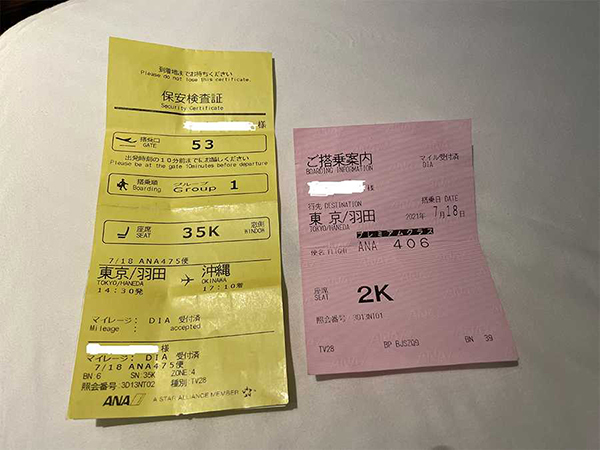 到着地までお持ちください
Please do not lose this certificate.
保安検査証
Security Certificate
様
搭乗口
GATE
53
出発時刻の10分前までにお越しください
Please be at the gate 10minutes before departure
搭乗順
Boarding
グループ
Group 1
座席
SEAT
35K
窓側
WINDOW
7/18 ANA475便
東京/羽田
TOKYO/HANEDA
沖縄
OKINAWA
14:30発
17:10着
マイレージ: DIA 受付済
Mileage : accepted
様
マイレージ: DIA 受付済
7/18 ANA475便
BN:6 SN:35K ZONE:4
照会番号 3D13NT02 種別:TV28
ANA A STAR ALLIANCE MEMBER
ご搭乗案内
BOARDING INFORMATION
マイル受付済
DIA
様
行先 DESTINATION
東京/羽田
TOKYO/HANEDA
搭乗日 DATE
2021年 7月18日
プレミアムクラス
便名 FLIGHT ANA 406
座席
SEAT
2K
照会番号 3D13NT01
TV28 BP BJSZQ9 BN 39